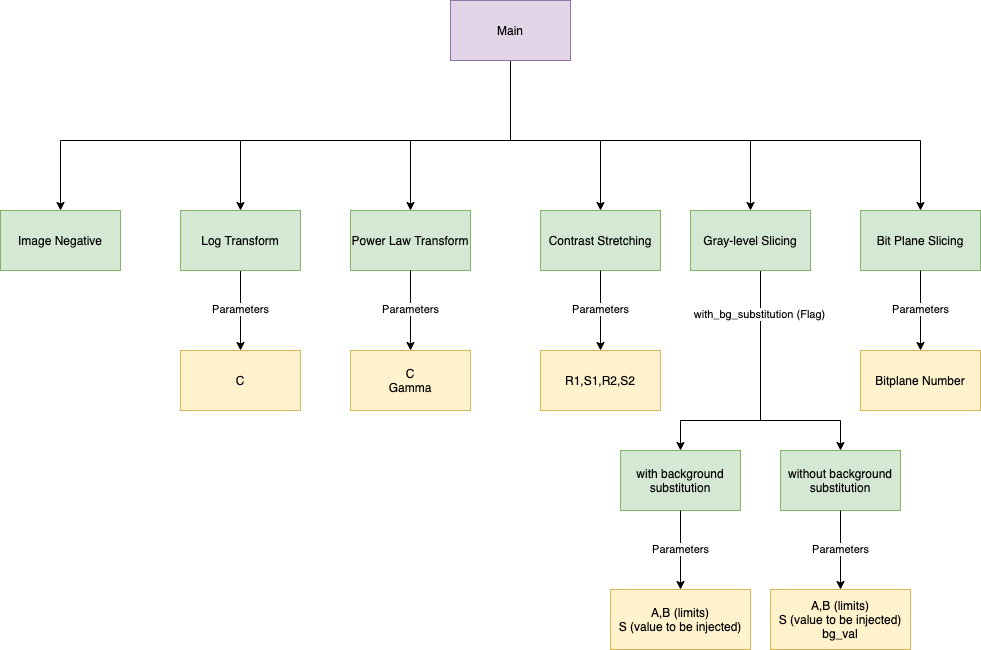 Main
Image Negative
Log Transform
Power Law Transform
Contrast Stretching
Gray-level Slicing
Bit Plane Slicing
Parameters
Parameters
Parameters
with_bg_substitution (Flag)
Parameters
C
C
Gamma
R1,S1,R2,S2
Bitplane Number
with background
substitution
without background
substitution
Parameters
Parameters
A,B (limits)
S (value to be injected)
A,B (limits)
S (value to be injected)
bg_val